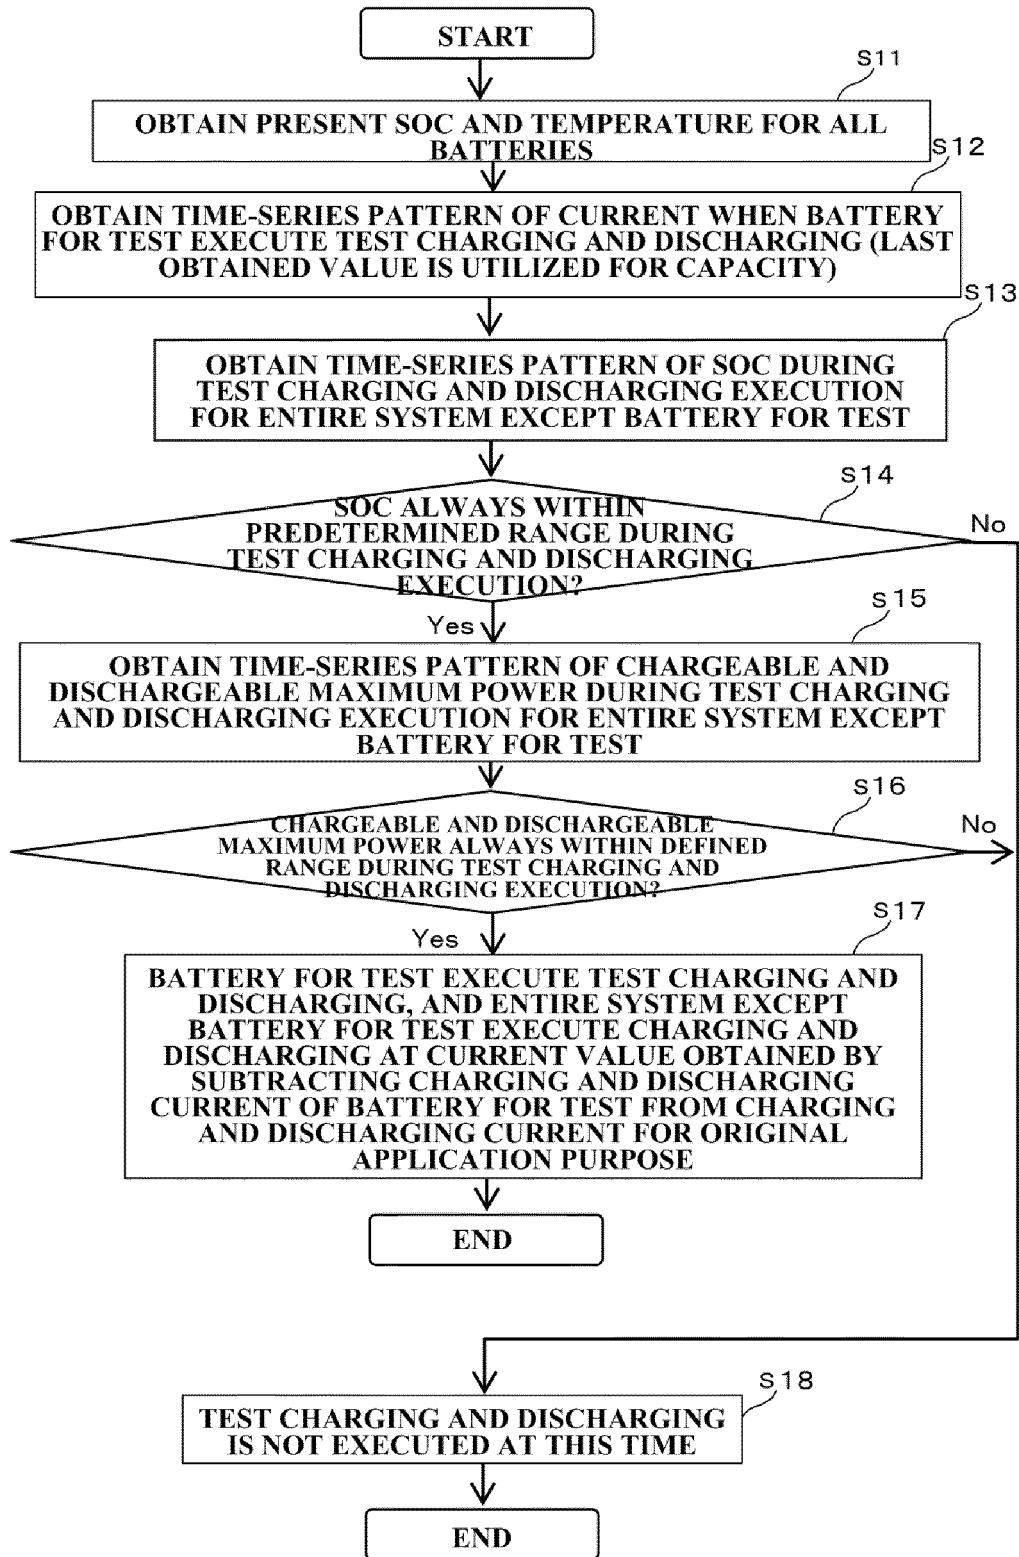 START
S11
OBTAIN PRESENT SOC AND TEMPERATURE FOR ALL
BATTERIES
S12
OBTAIN TIME-SERIES PATTERN OF CURRENT WHEN BATTERY
FOR TEST EXECUTE TEST CHARGING AND DISCHARGING (LAST
OBTAINED VALUE IS UTILIZED FOR CAPACITY)
S13
OBTAIN TIME-SERIES PATTERN OF SOC DURING
TEST CHARGING AND DISCHARGING EXECUTION
FOR ENTIRE SYSTEM EXCEPT BATTERY FOR TEST
S14
SOC ALWAYS WITHIN
PREDETERMINED RANGE DURING
TEST CHARGING AND DISCHARGING
EXECUTION?
No
Yes
S15
OBTAIN TIME-SERIES PATTERN OF CHARGEABLE AND
DISCHARGEABLE MAXIMUM POWER DURING TEST CHARGING
AND DISCHARGING EXECUTION FOR ENTIRE SYSTEM EXCEPT
BATTERY FOR TEST
S16
CHARGEABLE AND DISCHARGEABLE
MAXIMUM POWER ALWAYS WITHIN DEFINED
RANGE DURING TEST CHARGING AND
DISCHARGING EXECUTION?
No
Yes
S17
BATTERY FOR TEST EXECUTE TEST CHARGING AND
DISCHARGING, AND ENTIRE SYSTEM EXCEPT
BATTERY FOR TEST EXECUTE CHARGING AND
DISCHARGING AT CURRENT VALUE OBTAINED BY
SUBTRACTING CHARGING AND DISCHARGING
CURRENT OF BATTERY FOR TEST FROM CHARGING
AND DISCHARGING CURRENT FOR ORIGINAL
APPLICATION PURPOSE
END
S18
TEST CHARGING AND DISCHARGING
IS NOT EXECUTED AT THIS TIME
END